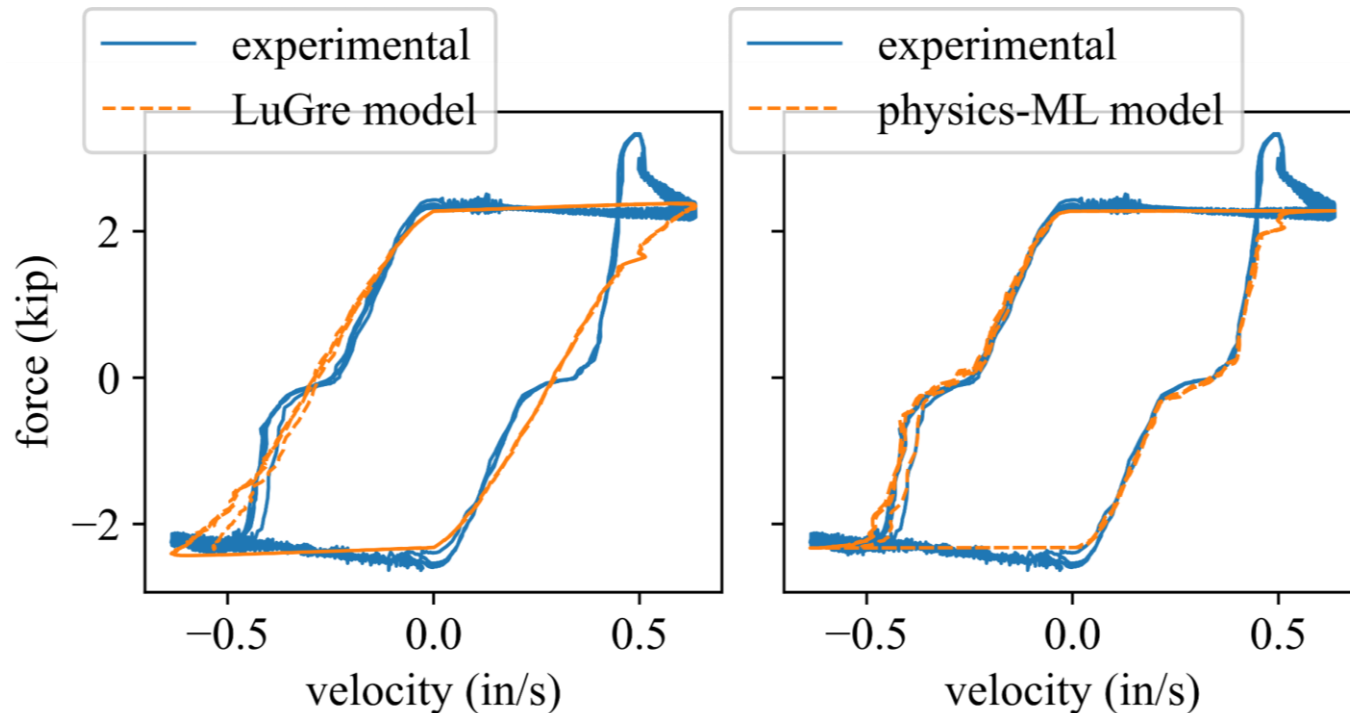 experimental
LuGre model
experimental
physics-ML model
force (kip)
2
0
−2
−0.5 0.0 0.5
velocity (in/s)
−0.5 0.0 0.5
velocity (in/s)